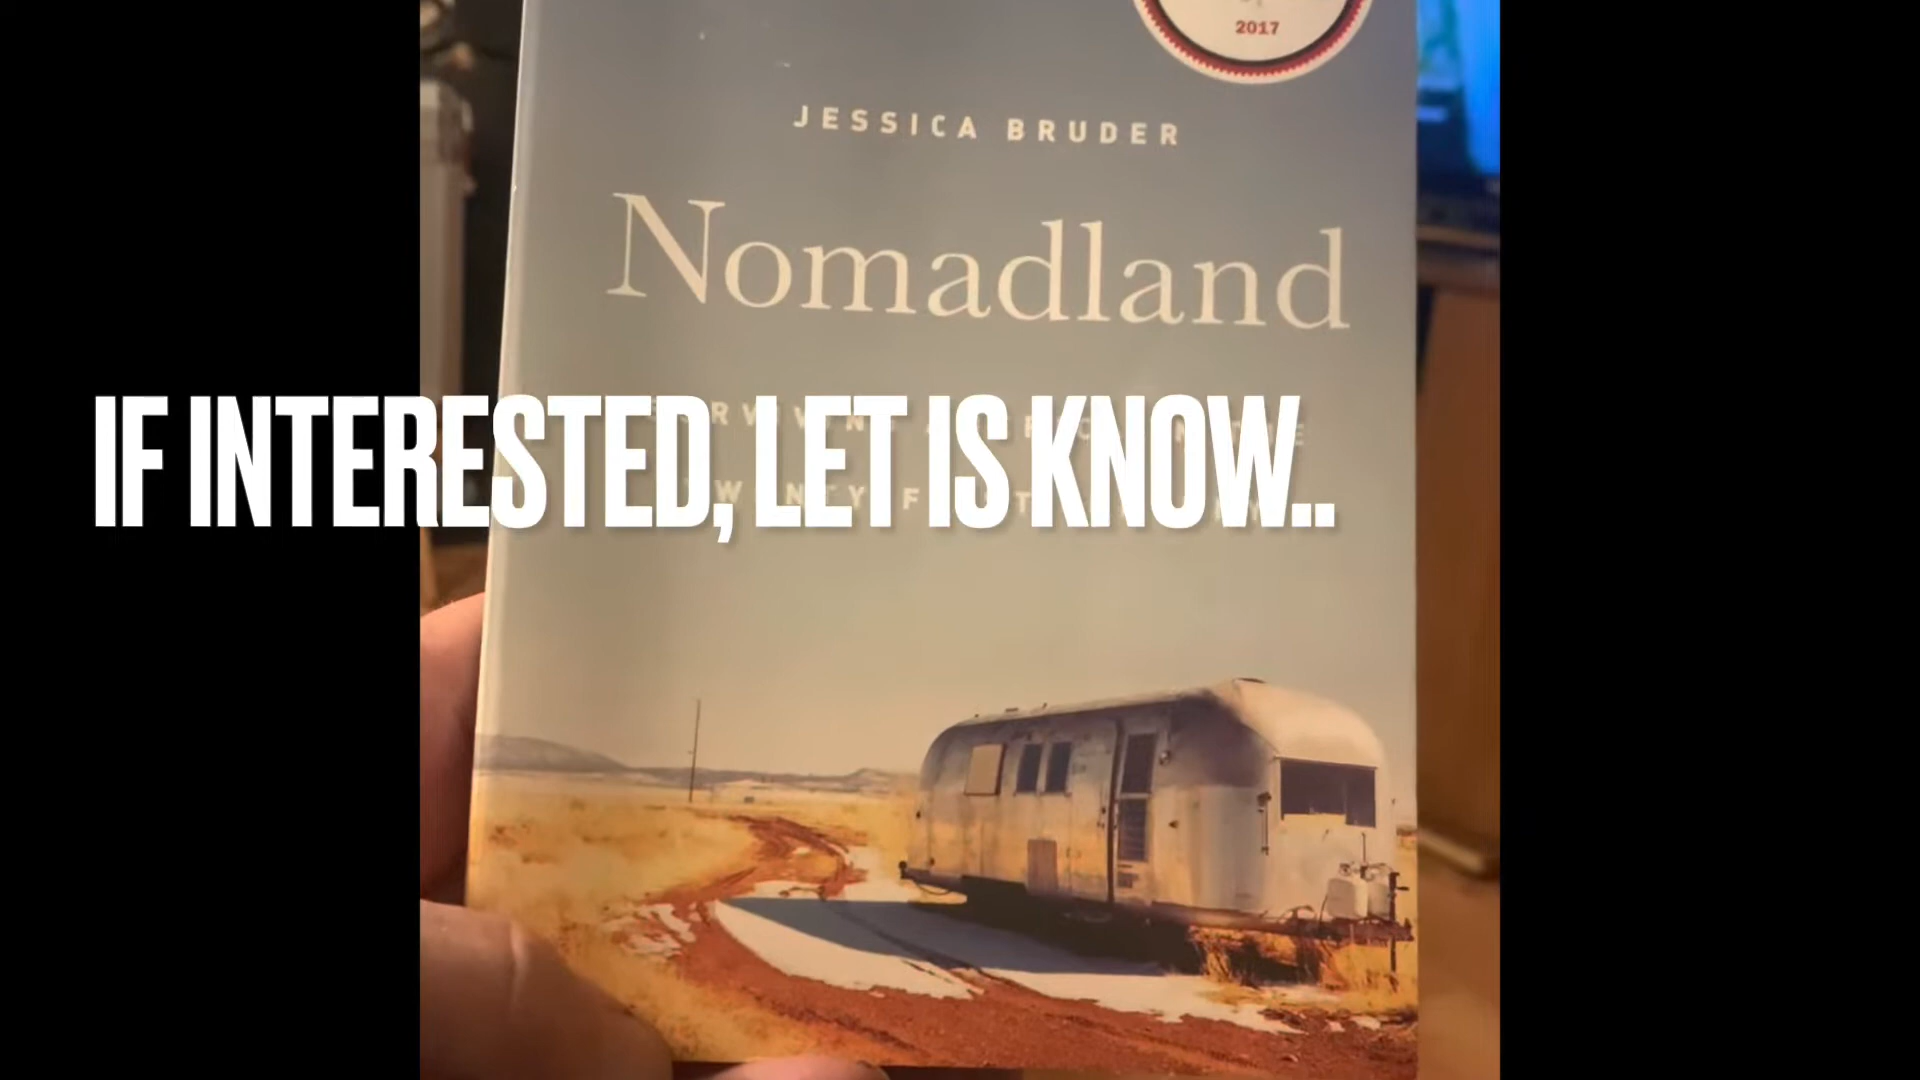 2017
JESSICA BRUDER
Nomadland
IF INTERESTED, LET IS KNOW..